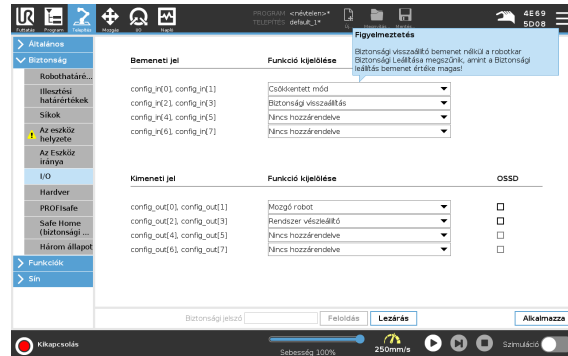 UR
PROGRAM <névtelen>*
TELEPÍTÉS default_1*
4E69
5D08
Futtatás Program Telepítés Mozgás I/O Napló
Figyelmeztetés
Biztonsági visszaállító bemenet nélkül a robotkar
Biztonsági Leállítása megszűnik, amint a Biztonsági
leállítás bemenet értéke magas!
Általános
Biztonság
Robothatáré...
Illesztési
határértékek
Síkok
Az eszköz
helyzete
Az Eszköz
iránya
I/O
Hardver
PROFIsafe
Safe Home
(biztonsági ...
Három állapot
Funkciók
Sín
Bemeneti jel Funkció kijelölése
config_in[0], config_in[1] Csökkentett mód
config_in[2], config_in[3] Biztonsági visszaállítás
config_in[4], config_in[5] Nincs hozzárendelve
config_in[6], config_in[7] Nincs hozzárendelve
Kimeneti jel Funkció kijelölése OSSD
config_out[0], config_out[1] Mozgó robot
config_out[2], config_out[3] Rendszer vészleállító
config_out[4], config_out[5] Nincs hozzárendelve
config_out[6], config_out[7] Nincs hozzárendelve
Biztonsági jelszó Feloldás Lezárás Alkalmazza
Kikapcsolás
Sebesség 100%
250mm/s
Szimuláció